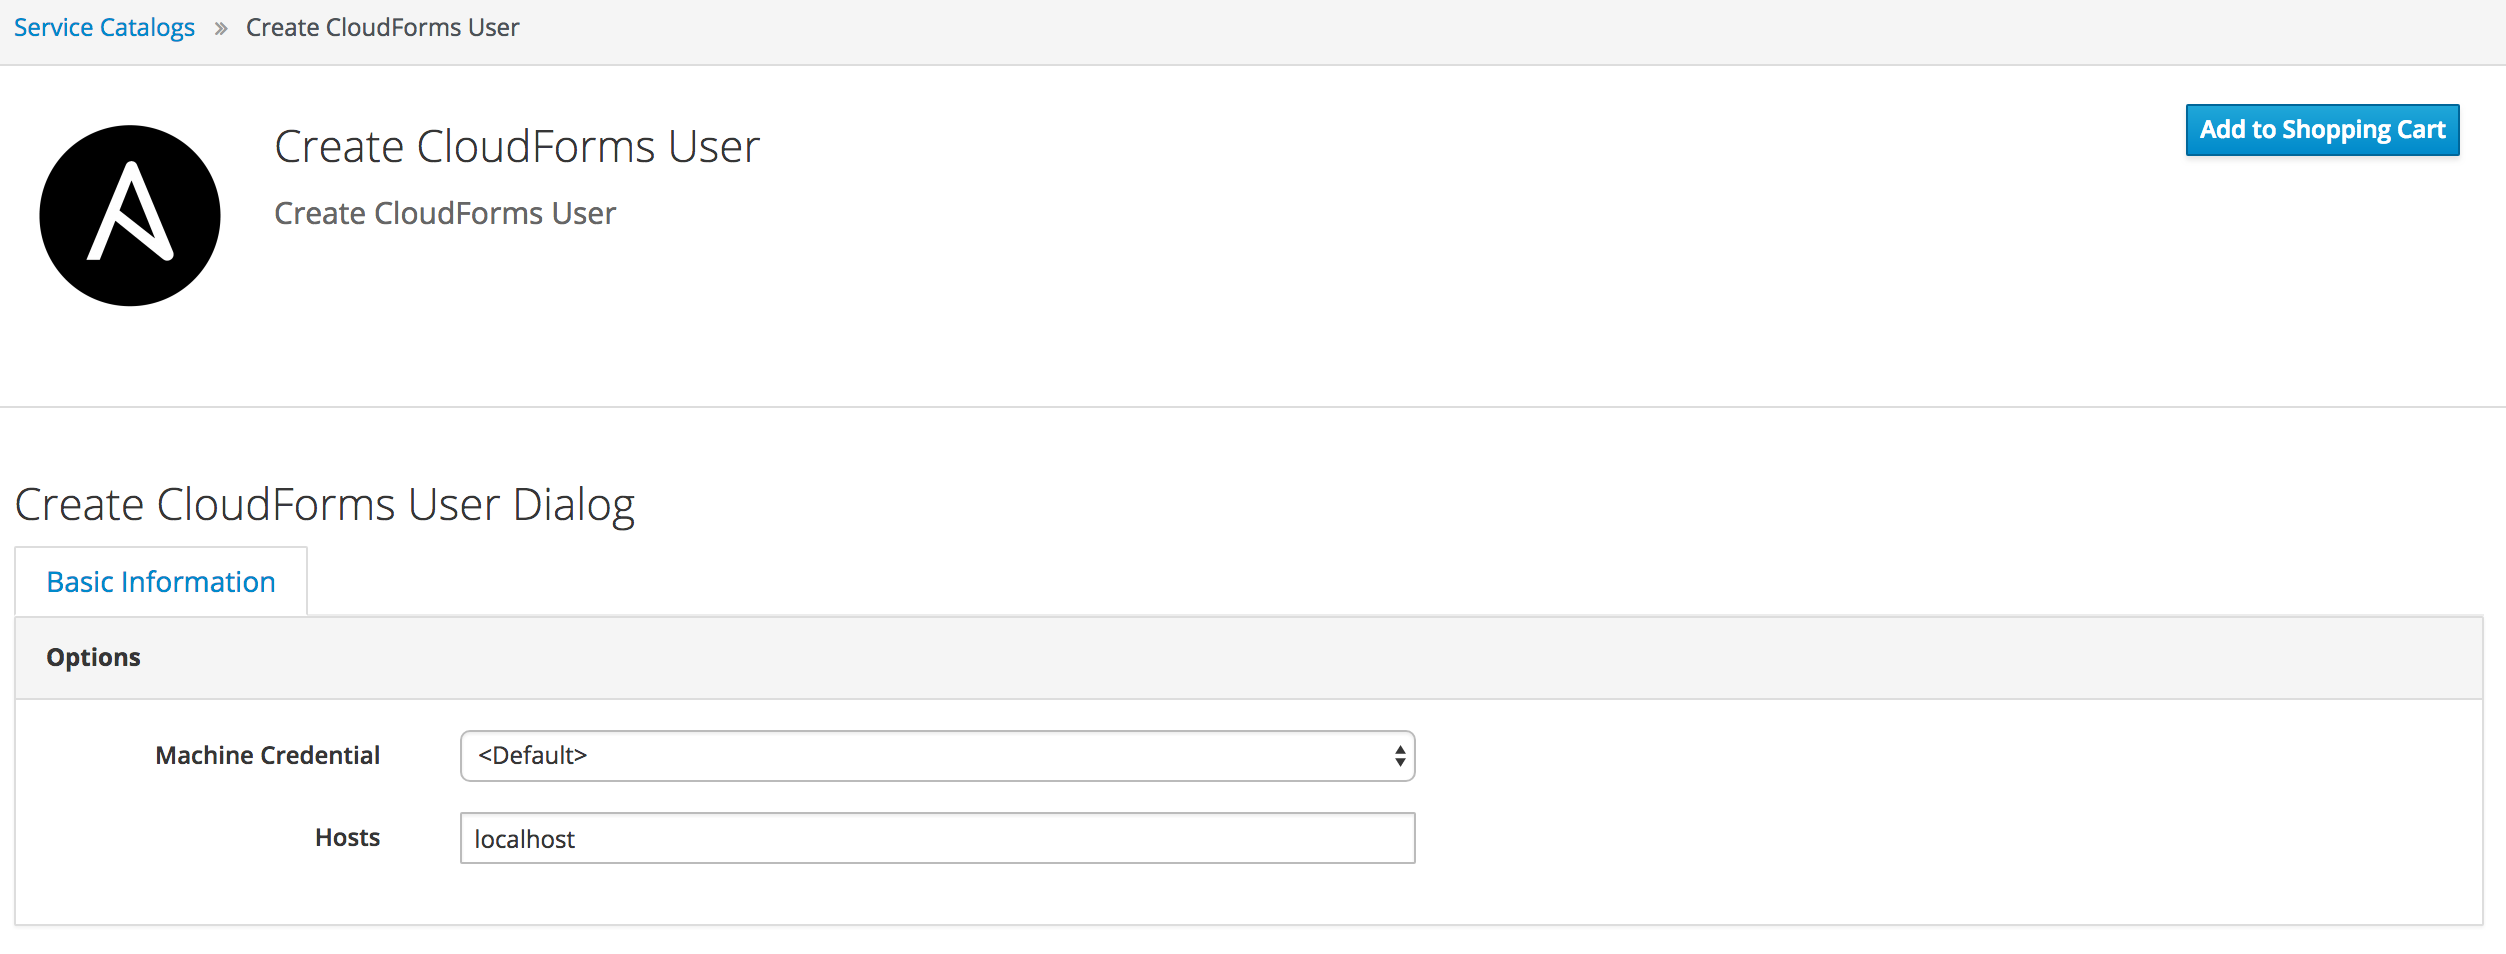 Service Catalogs » Create CloudForms User
Create CloudForms User
Add to Shopping Cart
Create CloudForms User
Create CloudForms User Dialog
Basic Information
Options
Machine Credential <Default>
Hosts localhost